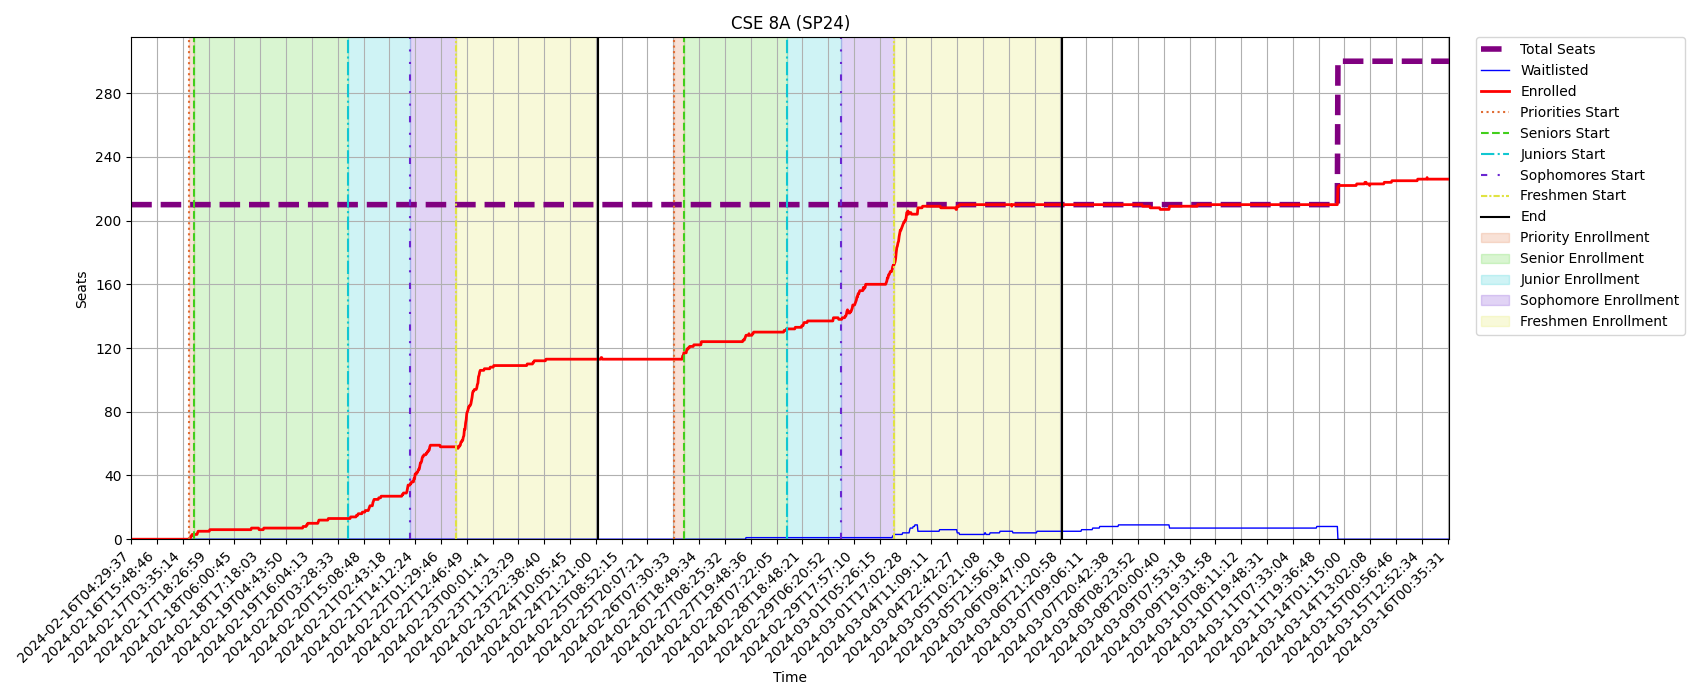 CSE 8A (SP24)
Seats
280
240
200
160
120
80
40
0
2024-02-16T04:29:37
2024-02-16T15:48:46
2024-02-17T03:35:14
2024-02-17T18:26:59
2024-02-18T06:00:45
2024-02-18T17:18:03
2024-02-19T04:43:50
2024-02-19T16:04:13
2024-02-20T03:28:33
2024-02-20T15:08:48
2024-02-21T02:43:18
2024-02-21T14:12:24
2024-02-22T01:29:46
2024-02-22T12:46:49
2024-02-23T00:01:41
2024-02-23T11:23:29
2024-02-23T22:38:40
2024-02-24T10:05:45
2024-02-24T21:21:00
2024-02-25T08:52:15
2024-02-25T20:07:21
2024-02-26T07:30:33
2024-02-26T18:49:34
2024-02-27T08:25:32
2024-02-27T19:48:36
2024-02-28T07:22:05
2024-02-28T18:48:21
2024-02-29T06:20:52
2024-02-29T17:57:10
2024-03-01T05:26:15
2024-03-01T17:02:28
2024-03-04T11:09:11
2024-03-04T22:42:27
2024-03-05T10:21:08
2024-03-05T21:56:18
2024-03-06T09:47:00
2024-03-06T21:20:58
2024-03-07T09:06:11
2024-03-07T20:42:38
2024-03-08T08:23:52
2024-03-08T20:00:40
2024-03-09T07:53:18
2024-03-09T19:31:58
2024-03-10T08:11:12
2024-03-10T19:48:31
2024-03-11T07:33:04
2024-03-11T19:36:48
2024-03-14T01:15:00
2024-03-14T13:02:08
2024-03-15T00:56:46
2024-03-15T12:52:34
2024-03-16T00:35:31
Time
Total Seats
Waitlisted
Enrolled
Priorities Start
Seniors Start
Juniors Start
Sophomores Start
Freshmen Start
End
Priority Enrollment
Senior Enrollment
Junior Enrollment
Sophomore Enrollment
Freshmen Enrollment